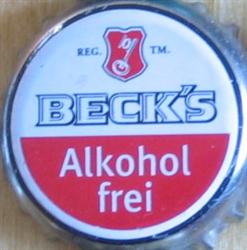 REG. TM.
BECK'S
Alkohol
frei